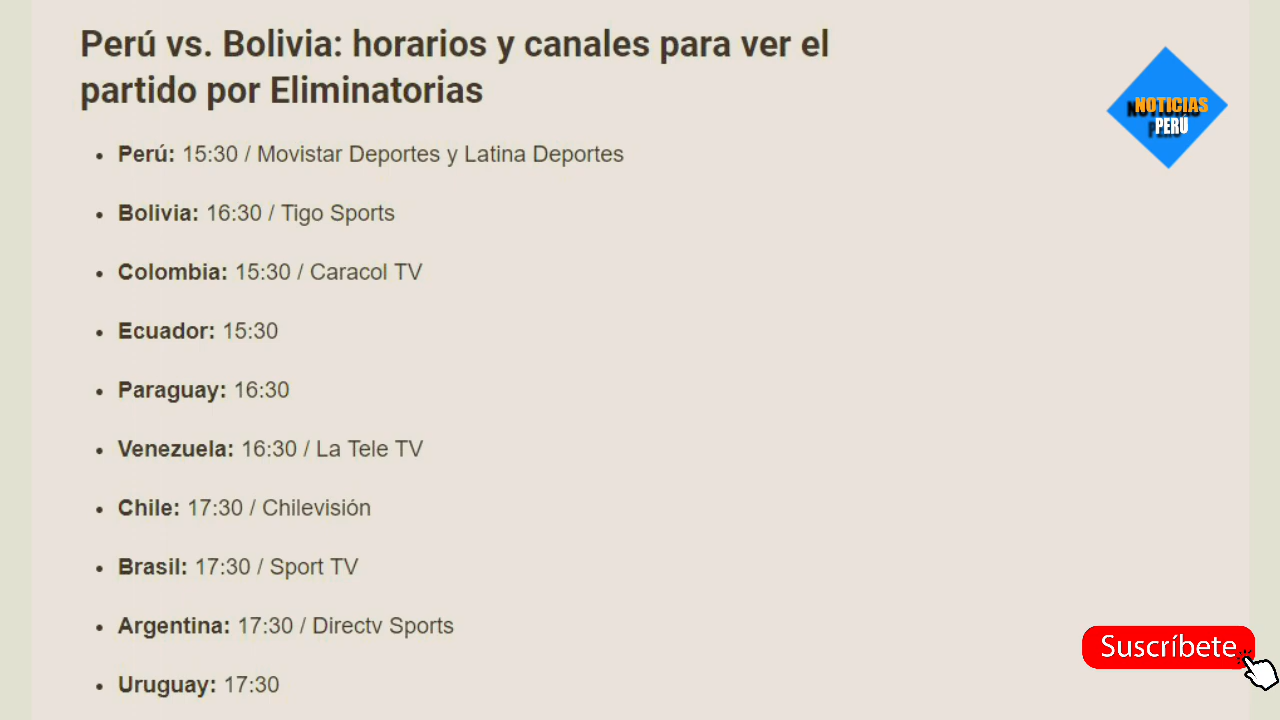 Perú vs. Bolivia: horarios y canales para ver el
partido por Eliminatorias
NOTICIAS
PERÚ
• Perú: 15:30 / Movistar Deportes y Latina Deportes
• Bolivia: 16:30 / Tigo Sports
• Colombia: 15:30 / Caracol TV
• Ecuador: 15:30
• Paraguay: 16:30
• Venezuela: 16:30 / La Tele TV
• Chile: 17:30 / Chilevisión
• Brasil: 17:30 / Sport TV
• Argentina: 17:30 / Directv Sports
Suscríbete
• Uruguay: 17:30